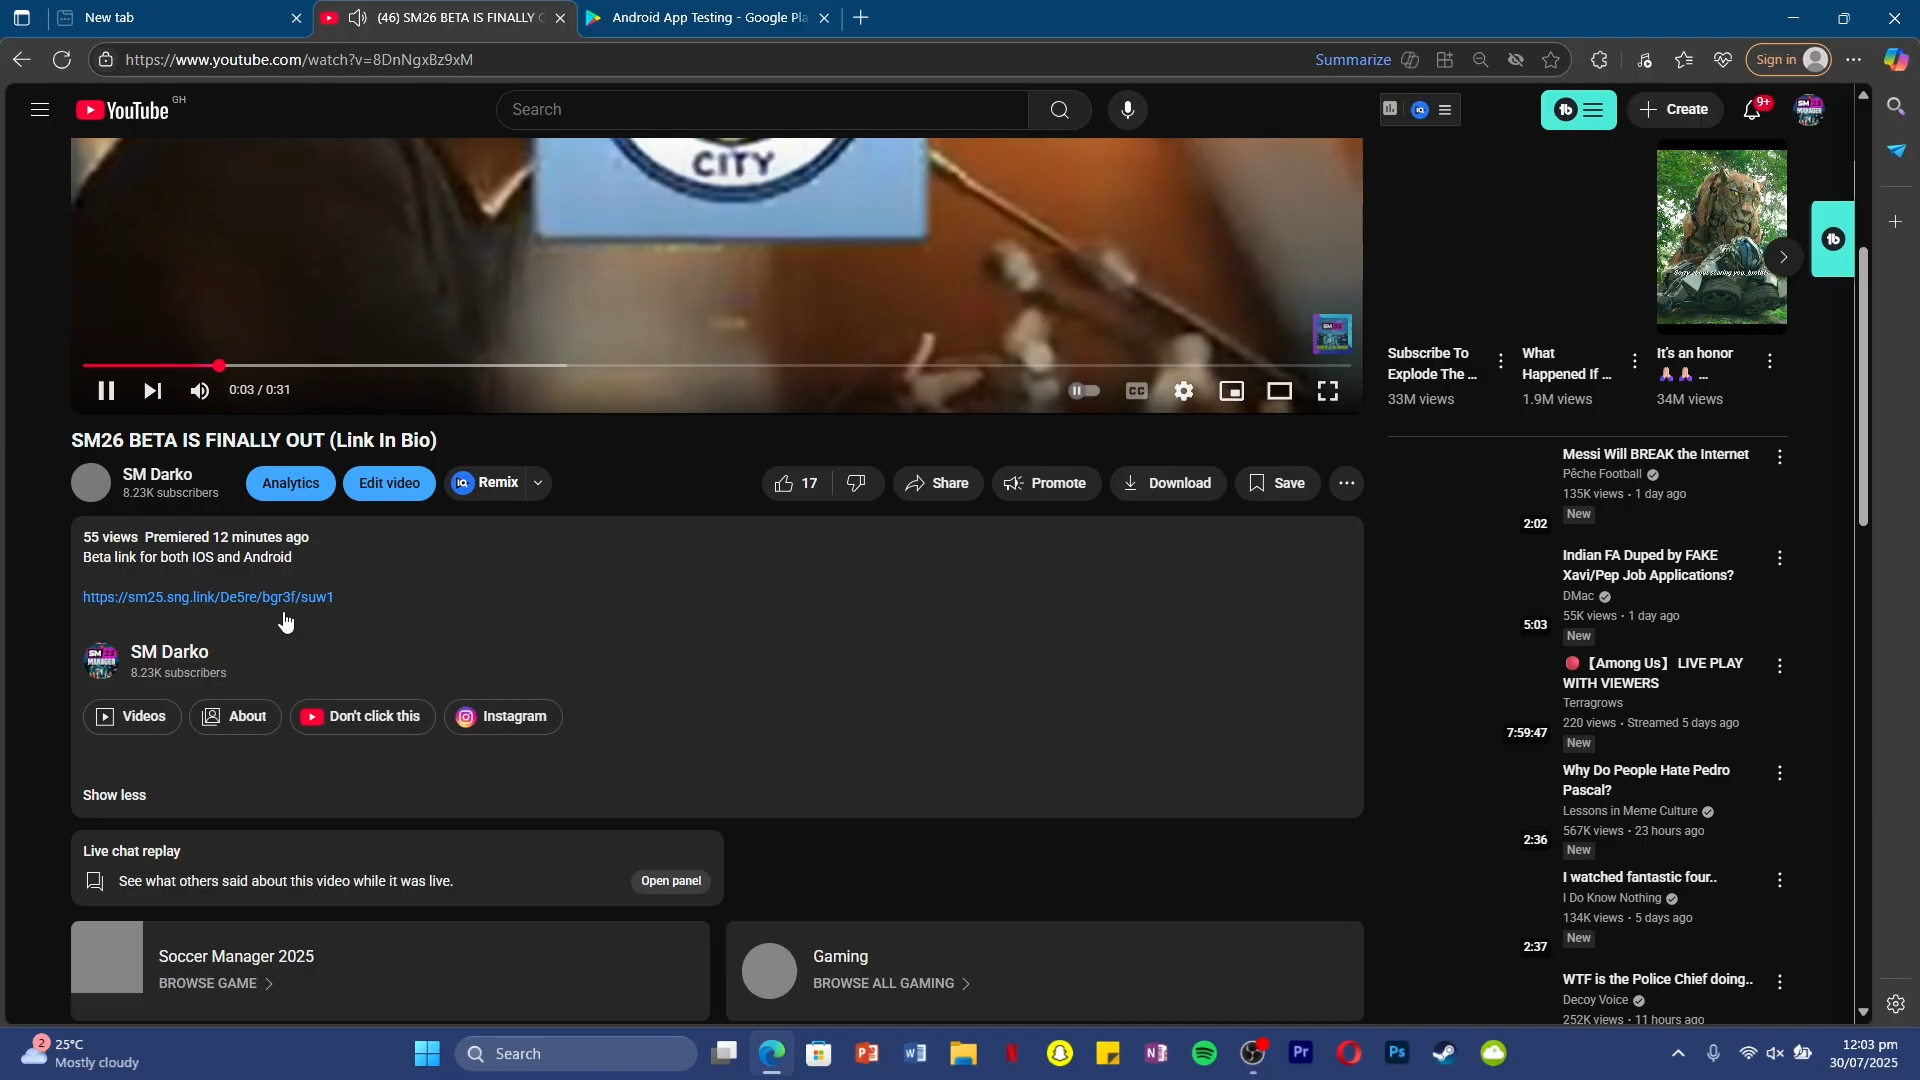 New tab
(46) SM26 BETA IS FINALLY
Android App Testing - Google Pla
https://www.youtube.com/watch?v=8DnNgxBz9xM
Summarize
Sign in
YouTube GH
Search
Create
9+
CITY
Sorry about scaring you, brother
0:03 / 0:31
CC
Subscribe To
Explode The ...
33M views
What
Happened If ...
1.9M views
It's an honor
🙏🏻 🙏🏻 ...
34M views
SM26 BETA IS FINALLY OUT (Link In Bio)
SM Darko
8.23K subscribers
Analytics
Edit video
Remix
17
Share
Promote
Download
Save
55 views Premiered 12 minutes ago
Beta link for both IOS and Android
https://sm25.sng.link/De5re/bgr3f/suw1
SM Darko
8.23K subscribers
Videos
About
Don't click this
Instagram
Show less
Live chat replay
See what others said about this video while it was live.
Open panel
Soccer Manager 2025
BROWSE GAME
Gaming
BROWSE ALL GAMING
Messi Will BREAK the Internet
Pêche Football
135K views • 1 day ago
New
2:02
Indian FA Duped by FAKE
Xavi/Pep Job Applications?
DMac
55K views • 1 day ago
5:03
New
🔴【Among Us】 LIVE PLAY
WITH VIEWERS
Terragrows
220 views • Streamed 5 days ago
7:59:47
New
Why Do People Hate Pedro
Pascal?
Lessons in Meme Culture
567K views • 23 hours ago
2:36
New
I watched fantastic four..
I Do Know Nothing
134K views • 5 days ago
New
2:37
WTF is the Police Chief doing..
Decoy Voice
252K views • 11 hours ago
2
25°C
Mostly cloudy
Search
Pr
Ps
12:03 pm
30/07/2025